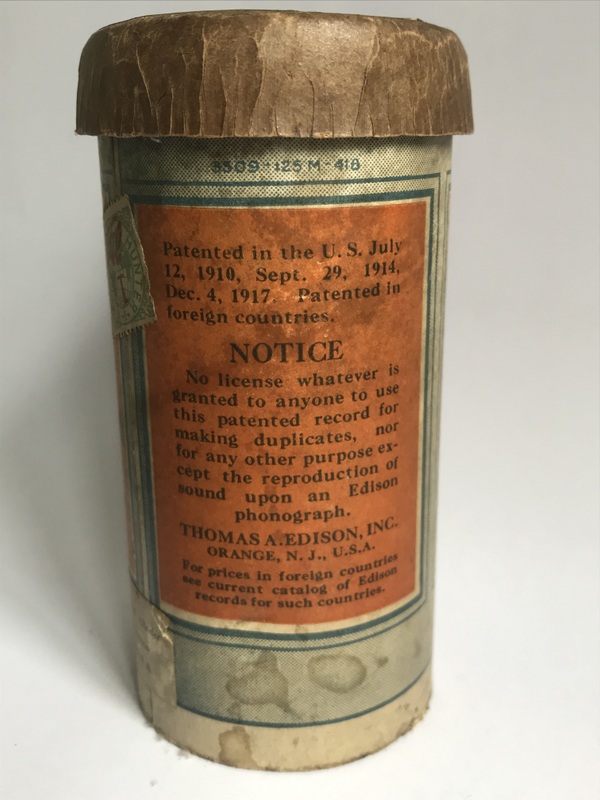 3309-125 M-418
Patented in the U. S. July
12, 1910, Sept. 29, 1914,
Dec. 4, 1917. Patented in
foreign countries.
NOTICE
No license whatever is
granted to anyone to use
this patented record for
making duplicates, nor
for any other purpose ex-
cept the reproduction of
sound upon an Edison
phonograph.
THOMAS A. EDISON, INC.
ORANGE, N. J., U.S.A.
For prices in foreign countries
see current catalog of Edison
records for such countries.